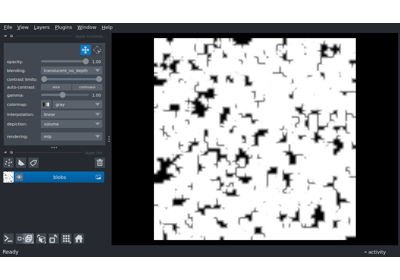 File View Layers Plugins Window Help
opacity: 1.00
blending: translucent_no_depth
contrast limits:
auto-contrast: once continuous
gamma: 1.00
colormap: gray
interpolation: linear
depiction: volume
rendering: mip
blobs
Ready
activity